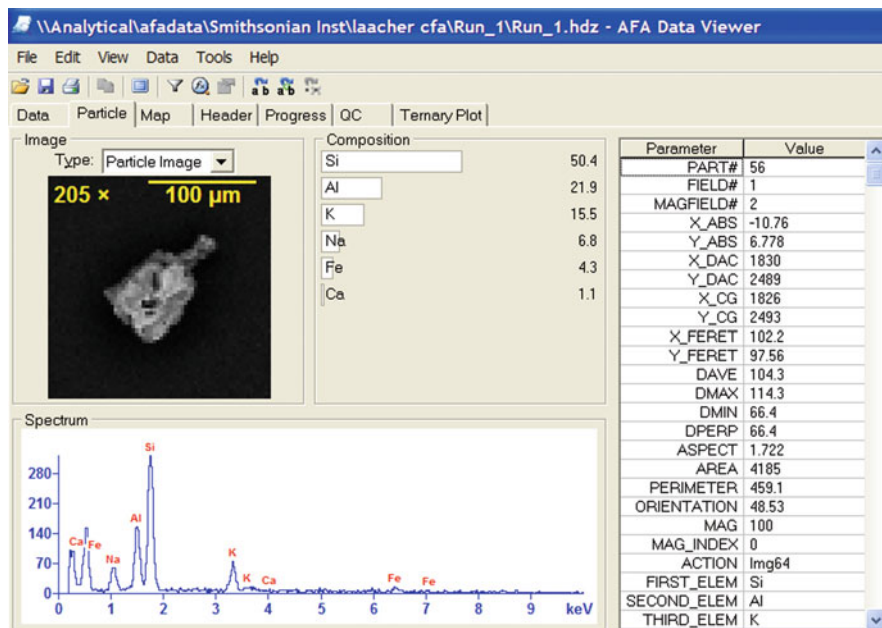 \\Analytical\afadata\Smithsonian Inst\laacher cfa\Run_1\Run_1.hdz - AFA Data Viewer
File Edit View Data Tools Help
Data Particle Map Header Progress QC Ternary Plot
Image
Type: Particle Image
205 × 100 µm
Composition
Si 50.4
Al 21.9
K 15.5
Na 6.8
Fe 4.3
Ca 1.1
Parameter Value
PART# 56
FIELD# 1
MAGFIELD# 2
X_ABS -10.76
Y_ABS 6.778
X_DAC 1830
Y_DAC 2489
X_CG 1826
Y_CG 2493
X_FERET 102.2
Y_FERET 97.56
DAVE 104.3
DMAX 114.3
DMIN 66.4
DPERP 66.4
ASPECT 1.722
AREA 4185
PERIMETER 459.1
ORIENTATION 48.53
MAG 100
MAG_INDEX 0
ACTION Img64
FIRST_ELEM Si
SECOND_ELEM Al
THIRD_ELEM K
Spectrum
Si
280
210
Al
140
Ca Fe
K
70
Na
K Ca Fe Fe
0
0 1 2 3 4 5 6 7 8 9 keV